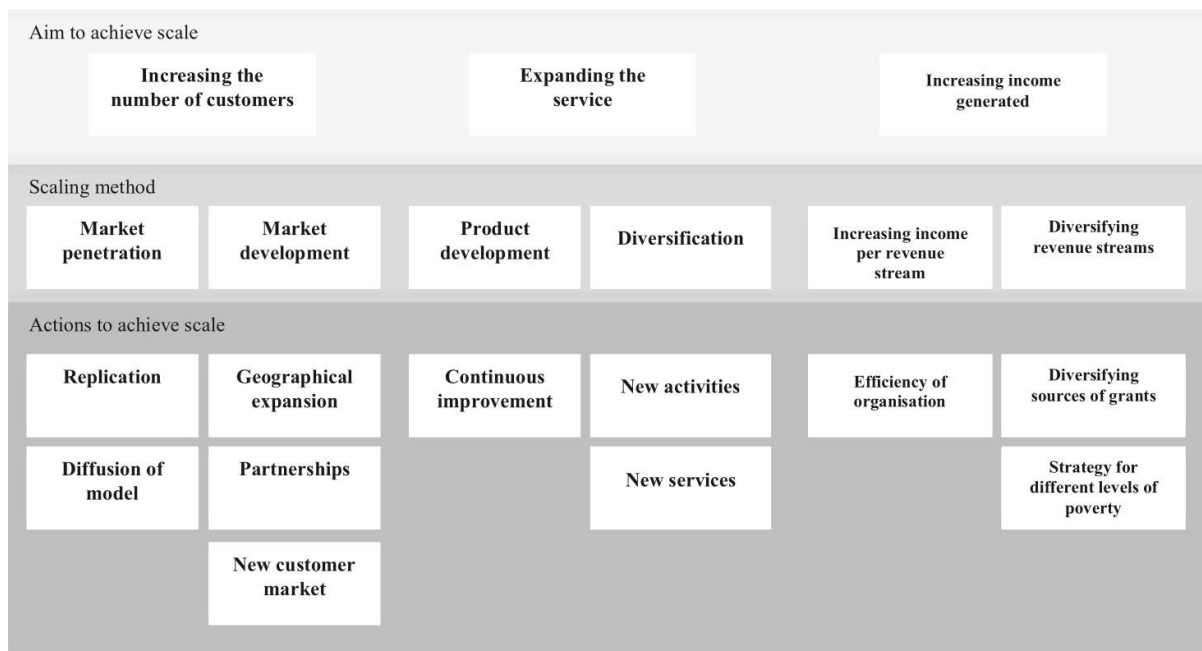 Aim to achieve scale
Increasing the
number of customers
Expanding the
service
Increasing income
generated
Scaling method
Market
penetration
Market
development
Product
development
Diversification
Increasing income
per revenue
stream
Diversifying
revenue streams
Actions to achieve scale
Replication
Geographical
expansion
Continuous
improvement
New activities
Efficiency of
organisation
Diversifying
sources of grants
Diffusion of
model
Partnerships
New services
Strategy for
different levels of
poverty
New customer
market